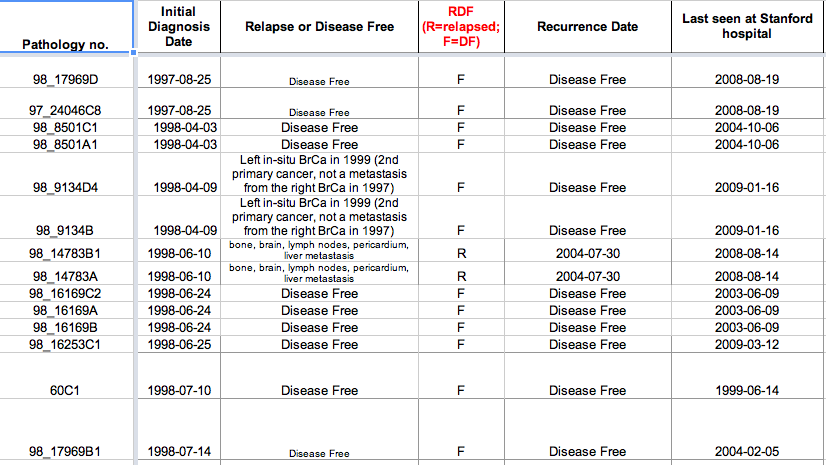 Pathology no. Initial Diagnosis Date Relapse or Disease Free RDF (R=relapsed; F=DF) Recurrence Date Last seen at Stanford hospital
98_17969D 1997-08-25 Disease Free F Disease Free 2008-08-19
97_24046C8 1997-08-25 Disease Free F Disease Free 2008-08-19
98_8501C1 1998-04-03 Disease Free F Disease Free 2004-10-06
98_8501A1 1998-04-03 Disease Free F Disease Free 2004-10-06
98_9134D4 1998-04-09 Left in-situ BrCa in 1999 (2nd primary cancer, not a metastasis from the right BrCa in 1997) F Disease Free 2009-01-16
98_9134B 1998-04-09 Left in-situ BrCa in 1999 (2nd primary cancer, not a metastasis from the right BrCa in 1997) F Disease Free 2009-01-16
98_14783B1 1998-06-10 bone, brain, lymph nodes, pericardium, liver metastasis R 2004-07-30 2008-08-14
98_14783A 1998-06-10 bone, brain, lymph nodes, pericardium, liver metastasis R 2004-07-30 2008-08-14
98_16169C2 1998-06-24 Disease Free F Disease Free 2003-06-09
98_16169A 1998-06-24 Disease Free F Disease Free 2003-06-09
98_16169B 1998-06-24 Disease Free F Disease Free 2003-06-09
98_16253C1 1998-06-25 Disease Free F Disease Free 2009-03-12
60C1 1998-07-10 Disease Free F Disease Free 1999-06-14
98_17969B1 1998-07-14 Disease Free F Disease Free 2004-02-05